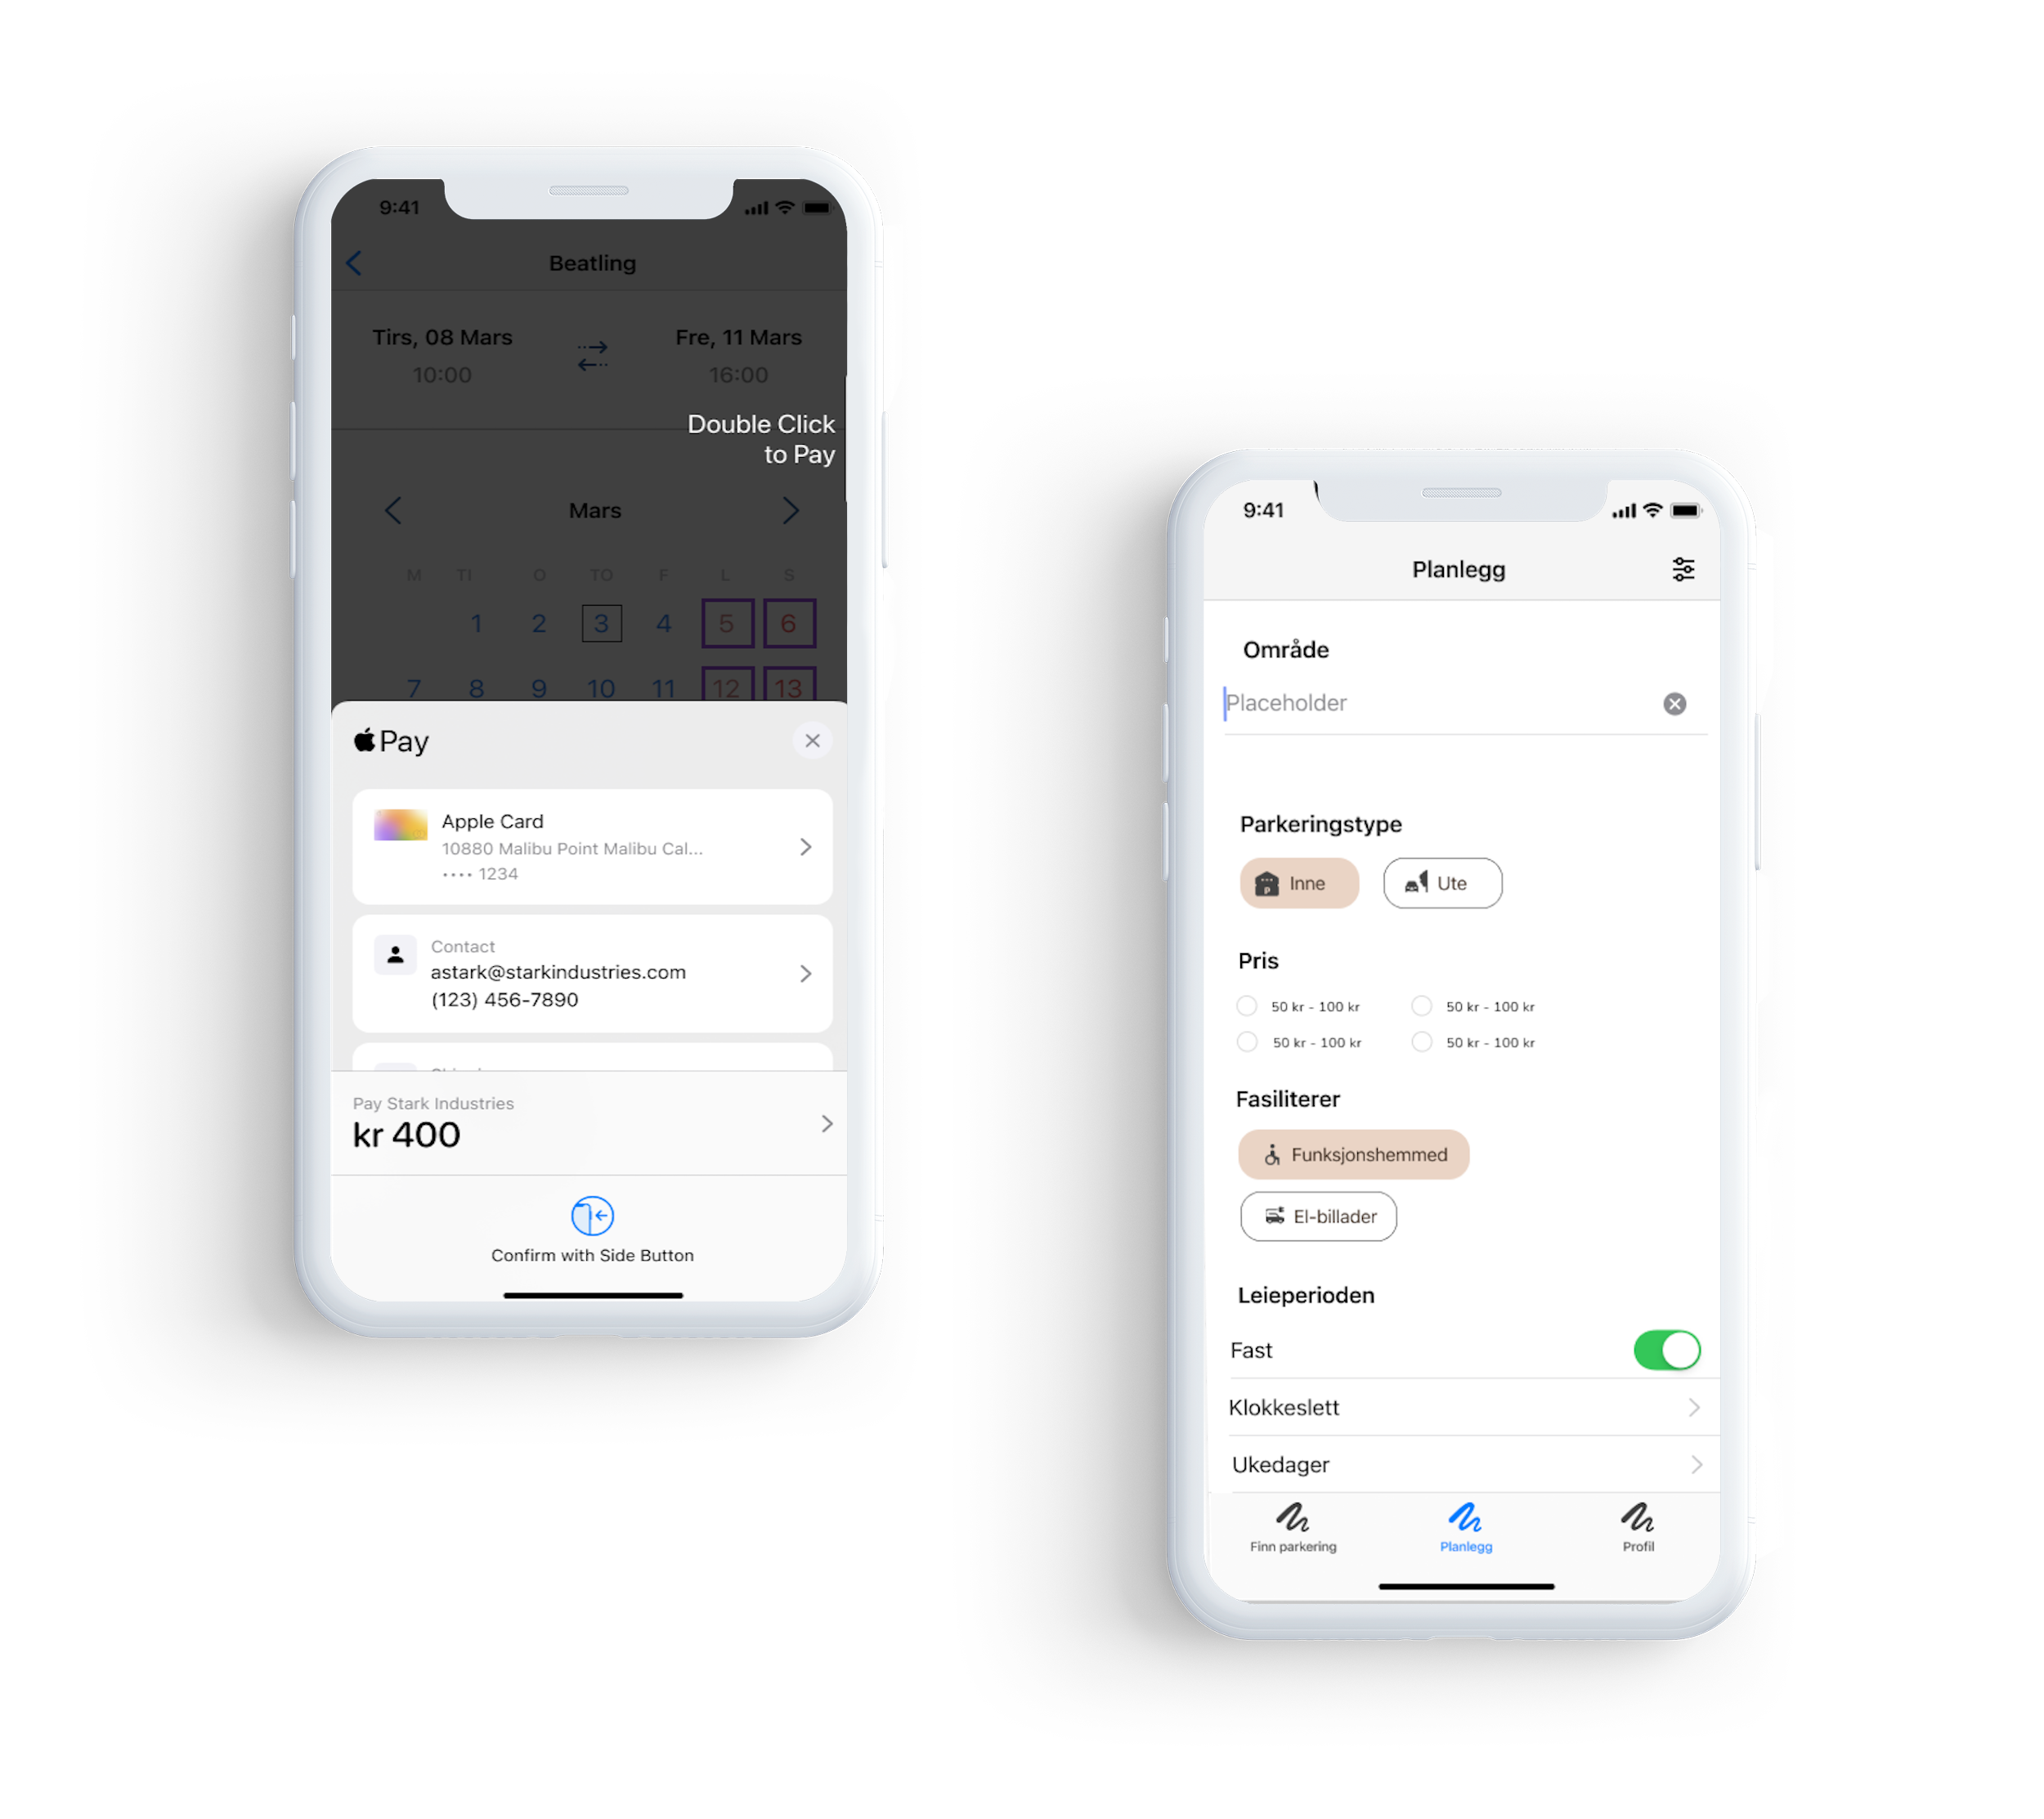 9:41
Beatling
Tirs, 08 Mars
Fre, 11 Mars
10:00
16:00
Double Click
to Pay
Mars
M TI O TO F L S
1 2 3 4 5 6
7 8 9 10 11 12 13
Pay
Apple Card
10880 Malibu Point Malibu Cal...
•••• 1234
Contact
astark@starkindustries.com
(123) 456-7890
Pay Stark Industries
kr 400
Confirm with Side Button
9:41
Planlegg
Område
Placeholder
Parkeringstype
Inne
Ute
Pris
50 kr - 100 kr
50 kr - 100 kr
50 kr - 100 kr
50 kr - 100 kr
Fasiliterer
Funksjonshemmed
El-billader
Leieperioden
Fast
Klokkeslett
Ukedager
Finn parkering
Planlegg
Profil